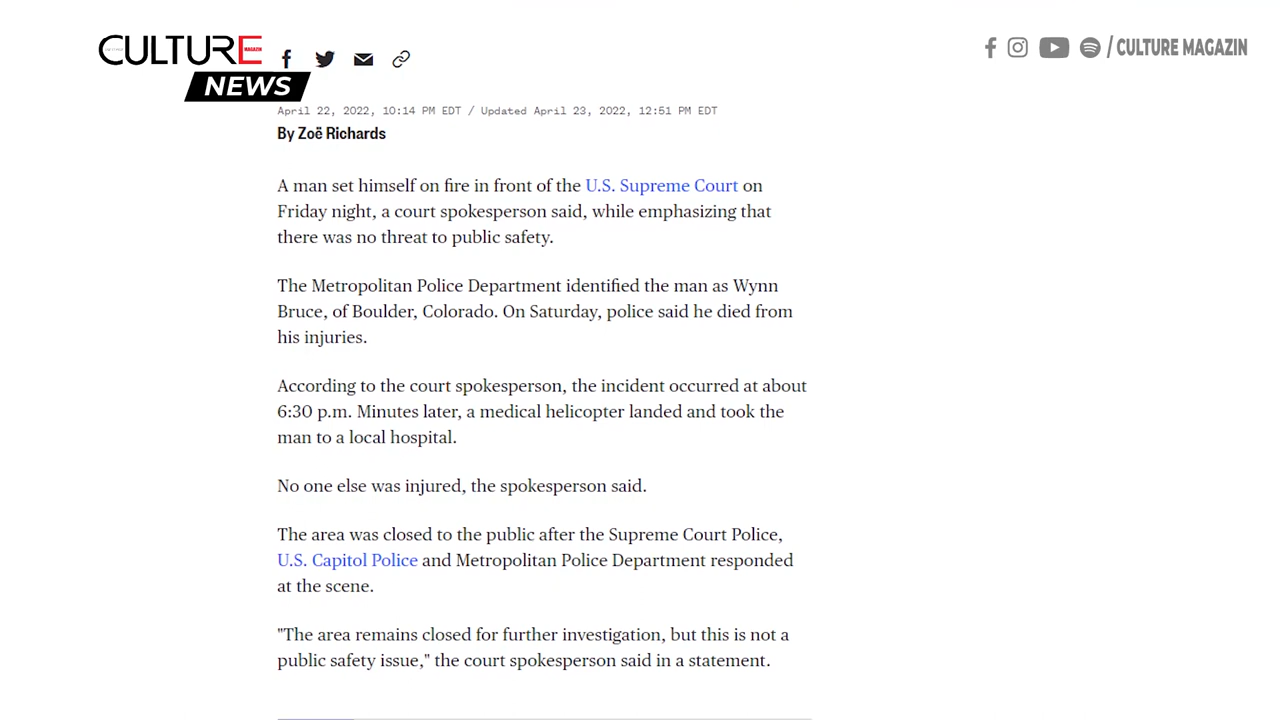 CULTURE MAGAZIN
NEWS
/ CULTURE MAGAZIN
April 22, 2022, 10:14 PM EDT / Updated April 23, 2022, 12:51 PM EDT
By Zoë Richards
A man set himself on fire in front of the U.S. Supreme Court on
Friday night, a court spokesperson said, while emphasizing that
there was no threat to public safety.
The Metropolitan Police Department identified the man as Wynn
Bruce, of Boulder, Colorado. On Saturday, police said he died from
his injuries.
According to the court spokesperson, the incident occurred at about
6:30 p.m. Minutes later, a medical helicopter landed and took the
man to a local hospital.
No one else was injured, the spokesperson said.
The area was closed to the public after the Supreme Court Police,
U.S. Capitol Police and Metropolitan Police Department responded
at the scene.
"The area remains closed for further investigation, but this is not a
public safety issue," the court spokesperson said in a statement.